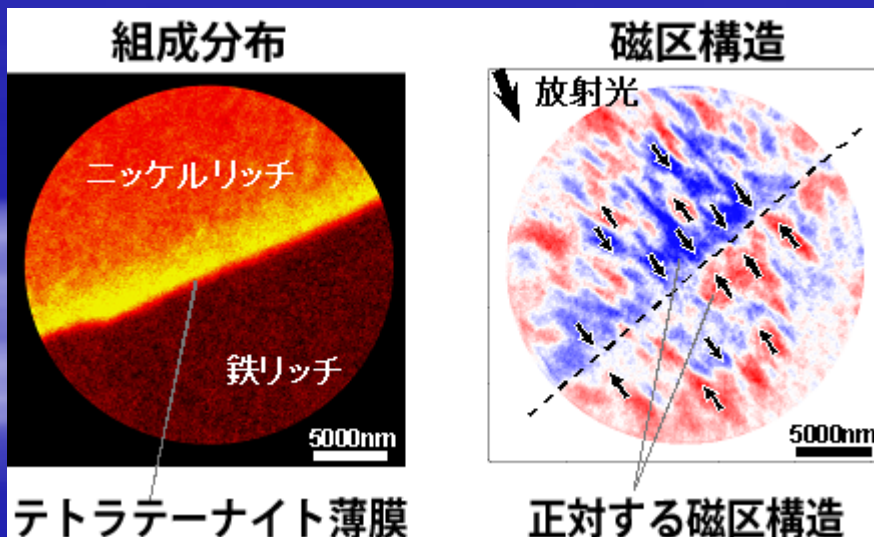 組成分布
ニッケルリッチ
鉄リッチ
5000nm
テトラテーナイト薄膜
磁区構造
放射光
5000nm
正対する磁区構造